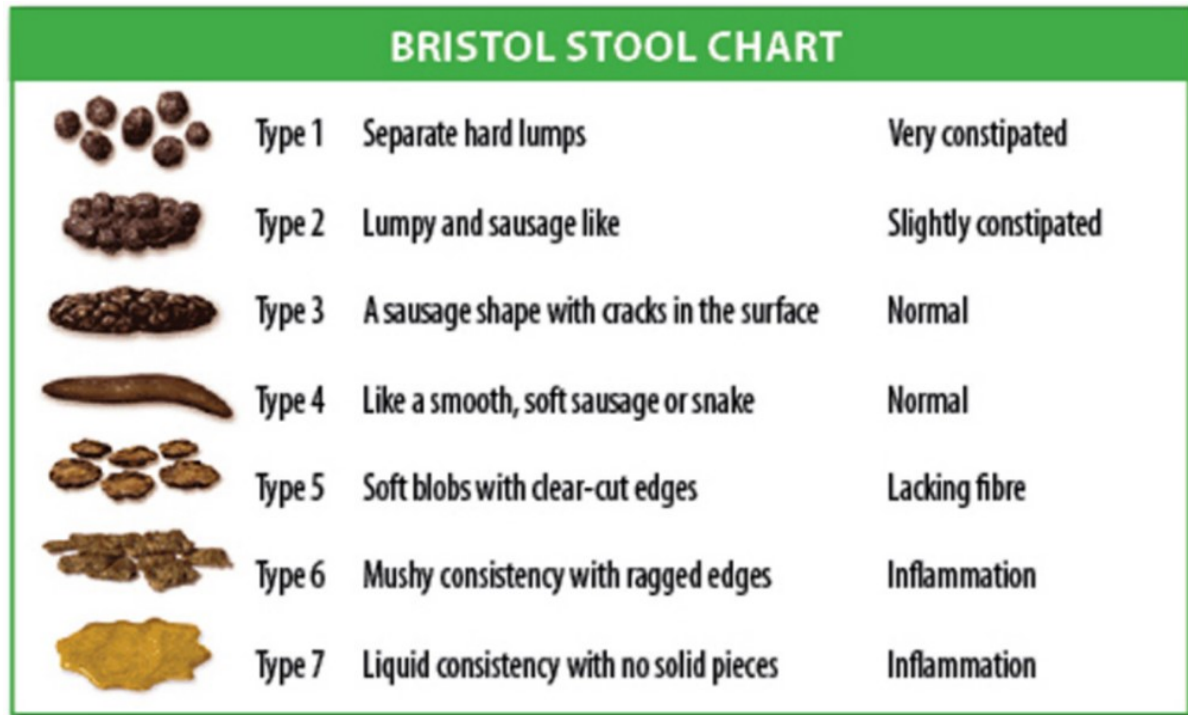 BRISTOL STOOL CHART
Type 1 Separate hard lumps Very constipated
Type 2 Lumpy and sausage like Slightly constipated
Type 3 A sausage shape with cracks in the surface Normal
Type 4 Like a smooth, soft sausage or snake Normal
Type 5 Soft blobs with clear-cut edges Lacking fibre
Type 6 Mushy consistency with ragged edges Inflammation
Type 7 Liquid consistency with no solid pieces Inflammation